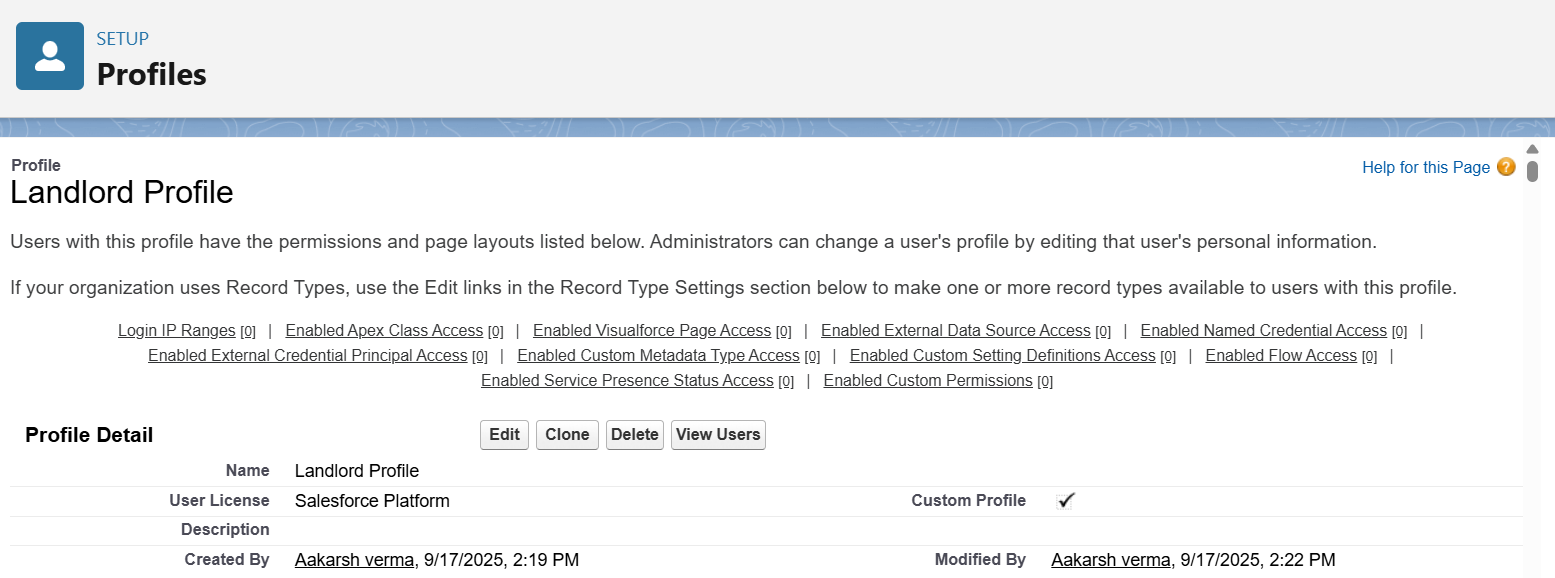 SETUP
Profiles
Profile
Landlord Profile
Help for this Page ?
Users with this profile have the permissions and page layouts listed below. Administrators can change a user's profile by editing that user's personal information.
If your organization uses Record Types, use the Edit links in the Record Type Settings section below to make one or more record types available to users with this profile.
Login IP Ranges [0] | Enabled Apex Class Access [0] | Enabled Visualforce Page Access [0] | Enabled External Data Source Access [0] | Enabled Named Credential Access [0] |
Enabled External Credential Principal Access [0] | Enabled Custom Metadata Type Access [0] | Enabled Custom Setting Definitions Access [0] | Enabled Flow Access [0] |
Enabled Service Presence Status Access [0] | Enabled Custom Permissions [0]
Profile Detail Edit Clone Delete View Users
Name Landlord Profile
User License Salesforce Platform Custom Profile ✓
Description
Created By Aakarsh verma, 9/17/2025, 2:19 PM Modified By Aakarsh verma, 9/17/2025, 2:22 PM